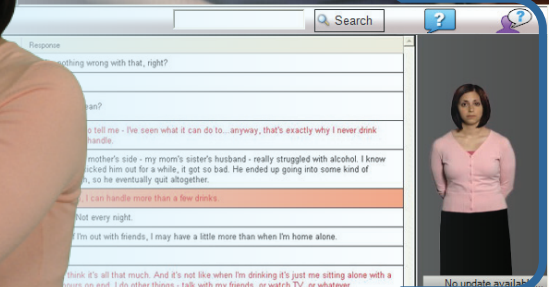 Search
Responce
nothing wrong with that, right?
ean?
o tell me - I've seen what it can do to...anyway, that's exactly why I never drink
handle.
mother's side - my mom's sister's husband - really struggled with alcohol. I know
icked him out for a while, it got so bad. He ended up going into some kind of
h, so he eventually quit altogether.
, I can handle more than a few drinks.
Not every night.
f I'm out with friends, I may have a little more than when I'm home alone.
think it's all that much. And it's not like when I'm drinking it's just me sitting alone with a
hours on end. I do other things - talk with my friends, or watch TV, or whatever.
No update availabl